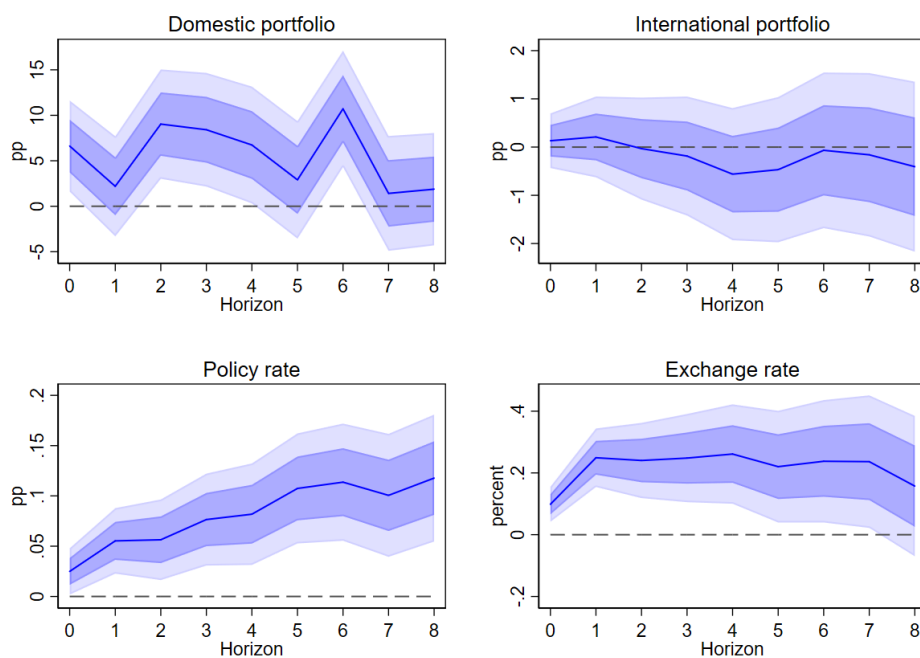 Domestic portfolio
pp
15
10
5
0
-5
0 1 2 3 4 5 6 7 8
Horizon
International portfolio
pp
2
1
0
-1
-2
0 1 2 3 4 5 6 7 8
Horizon
Policy rate
pp
.2
.15
.1
.05
0
0 1 2 3 4 5 6 7 8
Horizon
Exchange rate
percent
.4
.2
0
-.2
0 1 2 3 4 5 6 7 8
Horizon